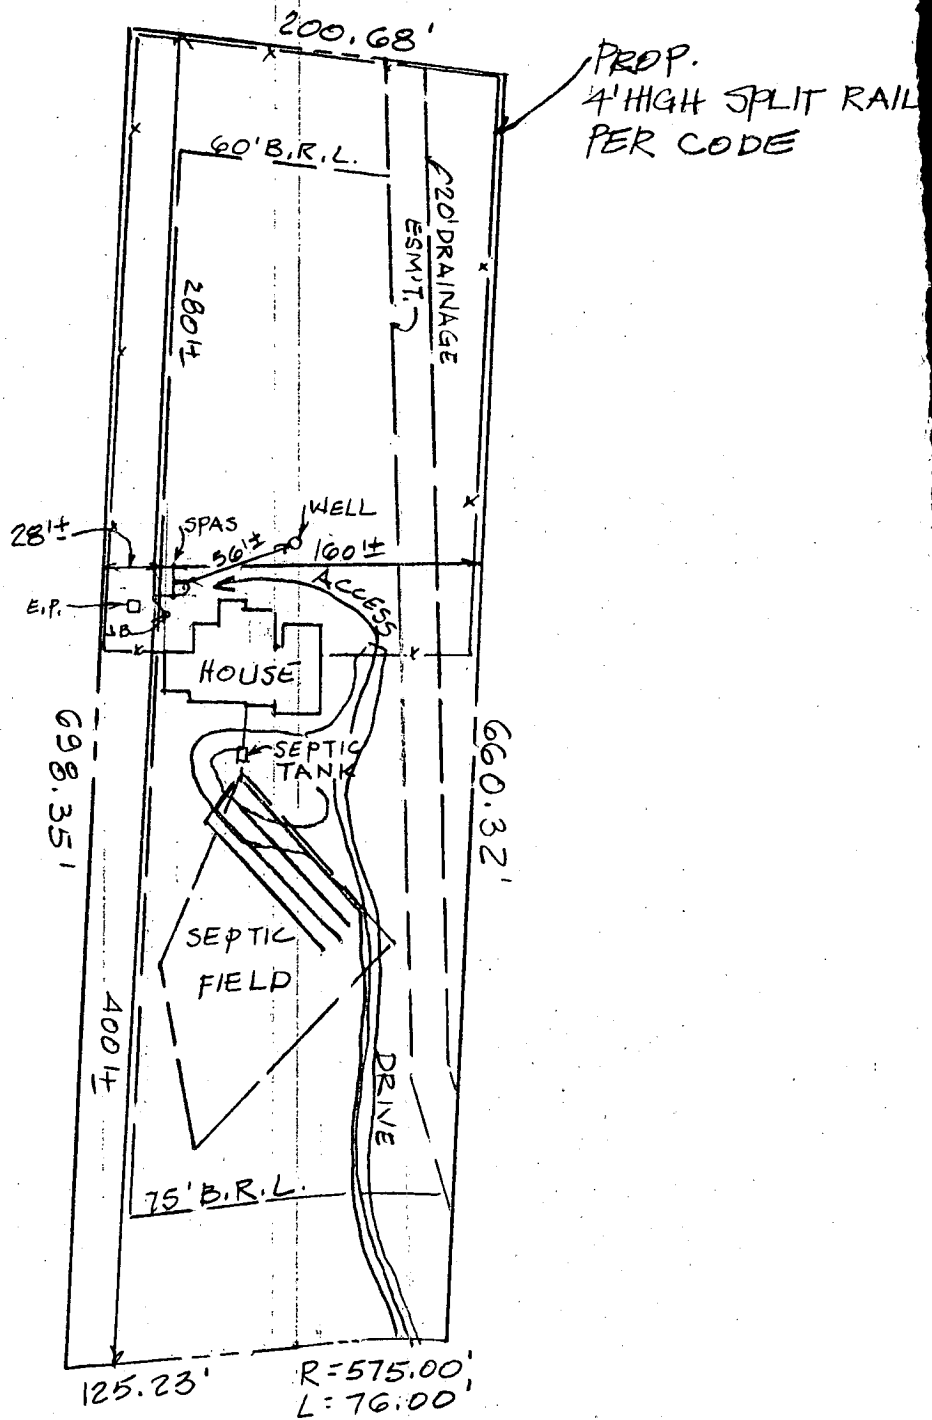 200.68'
PROP.
4' HIGH SPLIT RAIL
PER CODE
60' B.R.L.
20' DRAINAGE
ESM'T.
280'±
28'±
SPAS
WELL
56'±
160'±
ACCESS
E.P.
HOUSE
698.35'
660.32'
SEPTIC
TANK
SEPTIC
FIELD
400'±
DRIVE
75' B.R.L.
125.23'
R=575.00'
L=76.00'